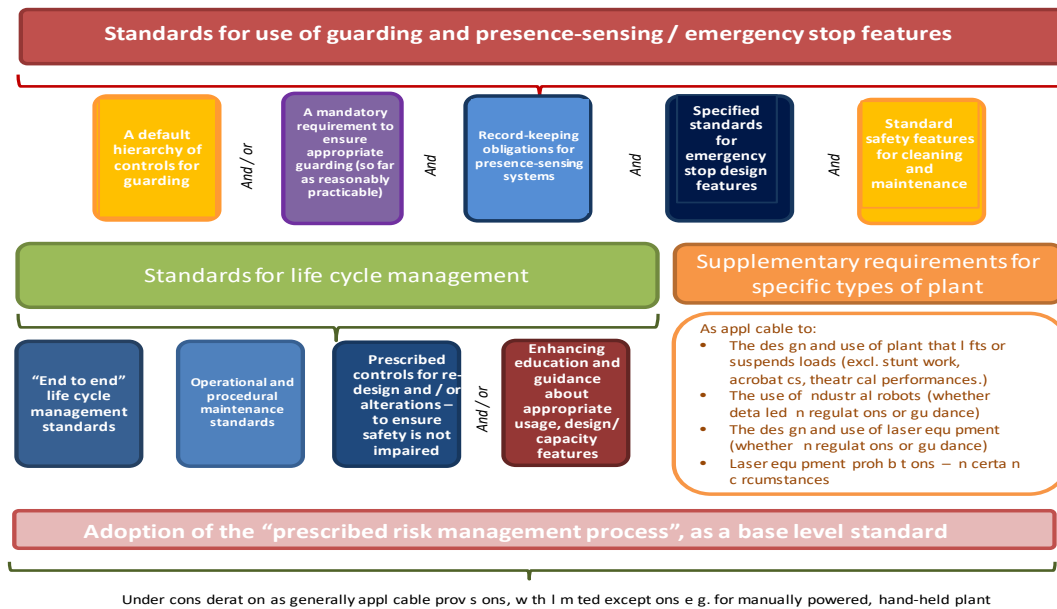 Standards for use of guarding and presence-sensing / emergency stop features
A default
hierarchy of
controls for
guarding
And / or
A mandatory
requirement to
ensure
appropriate
guarding (so far
as reasonably
practicable)
And
Record-keeping
obligations for
presence-sensing
systems
And
Specified
standards
for
emergency
stop design
features
And
Standard
safety features
for cleaning
and
maintenance
Standards for life cycle management
"End to end"
life cycle
management
standards
Operational and
procedural
maintenance
standards
Prescribed
controls for re-
design and / or
alterations –
to ensure
safety is not
impaired
And / or
Enhancing
education and
guidance
about
appropriate
usage, design/
capacity
features
Supplementary requirements for
specific types of plant
As appl cable to:
• The des gn and use of plant that l fts or
suspends loads (excl. stunt work,
acrobat cs, theatr cal performances.)
• The use of ndustr al robots (whether
deta led n regulat ons or gu dance)
• The des gn and use of laser equ pment
(whether n regulat ons or gu dance)
• Laser equ pment proh b t ons – n certa n
c rcumstances
Adoption of the "prescribed risk management process", as a base level standard
Under cons derat on as generally appl cable prov s ons, w th l m ted except ons e g. for manually powered, hand-held plant